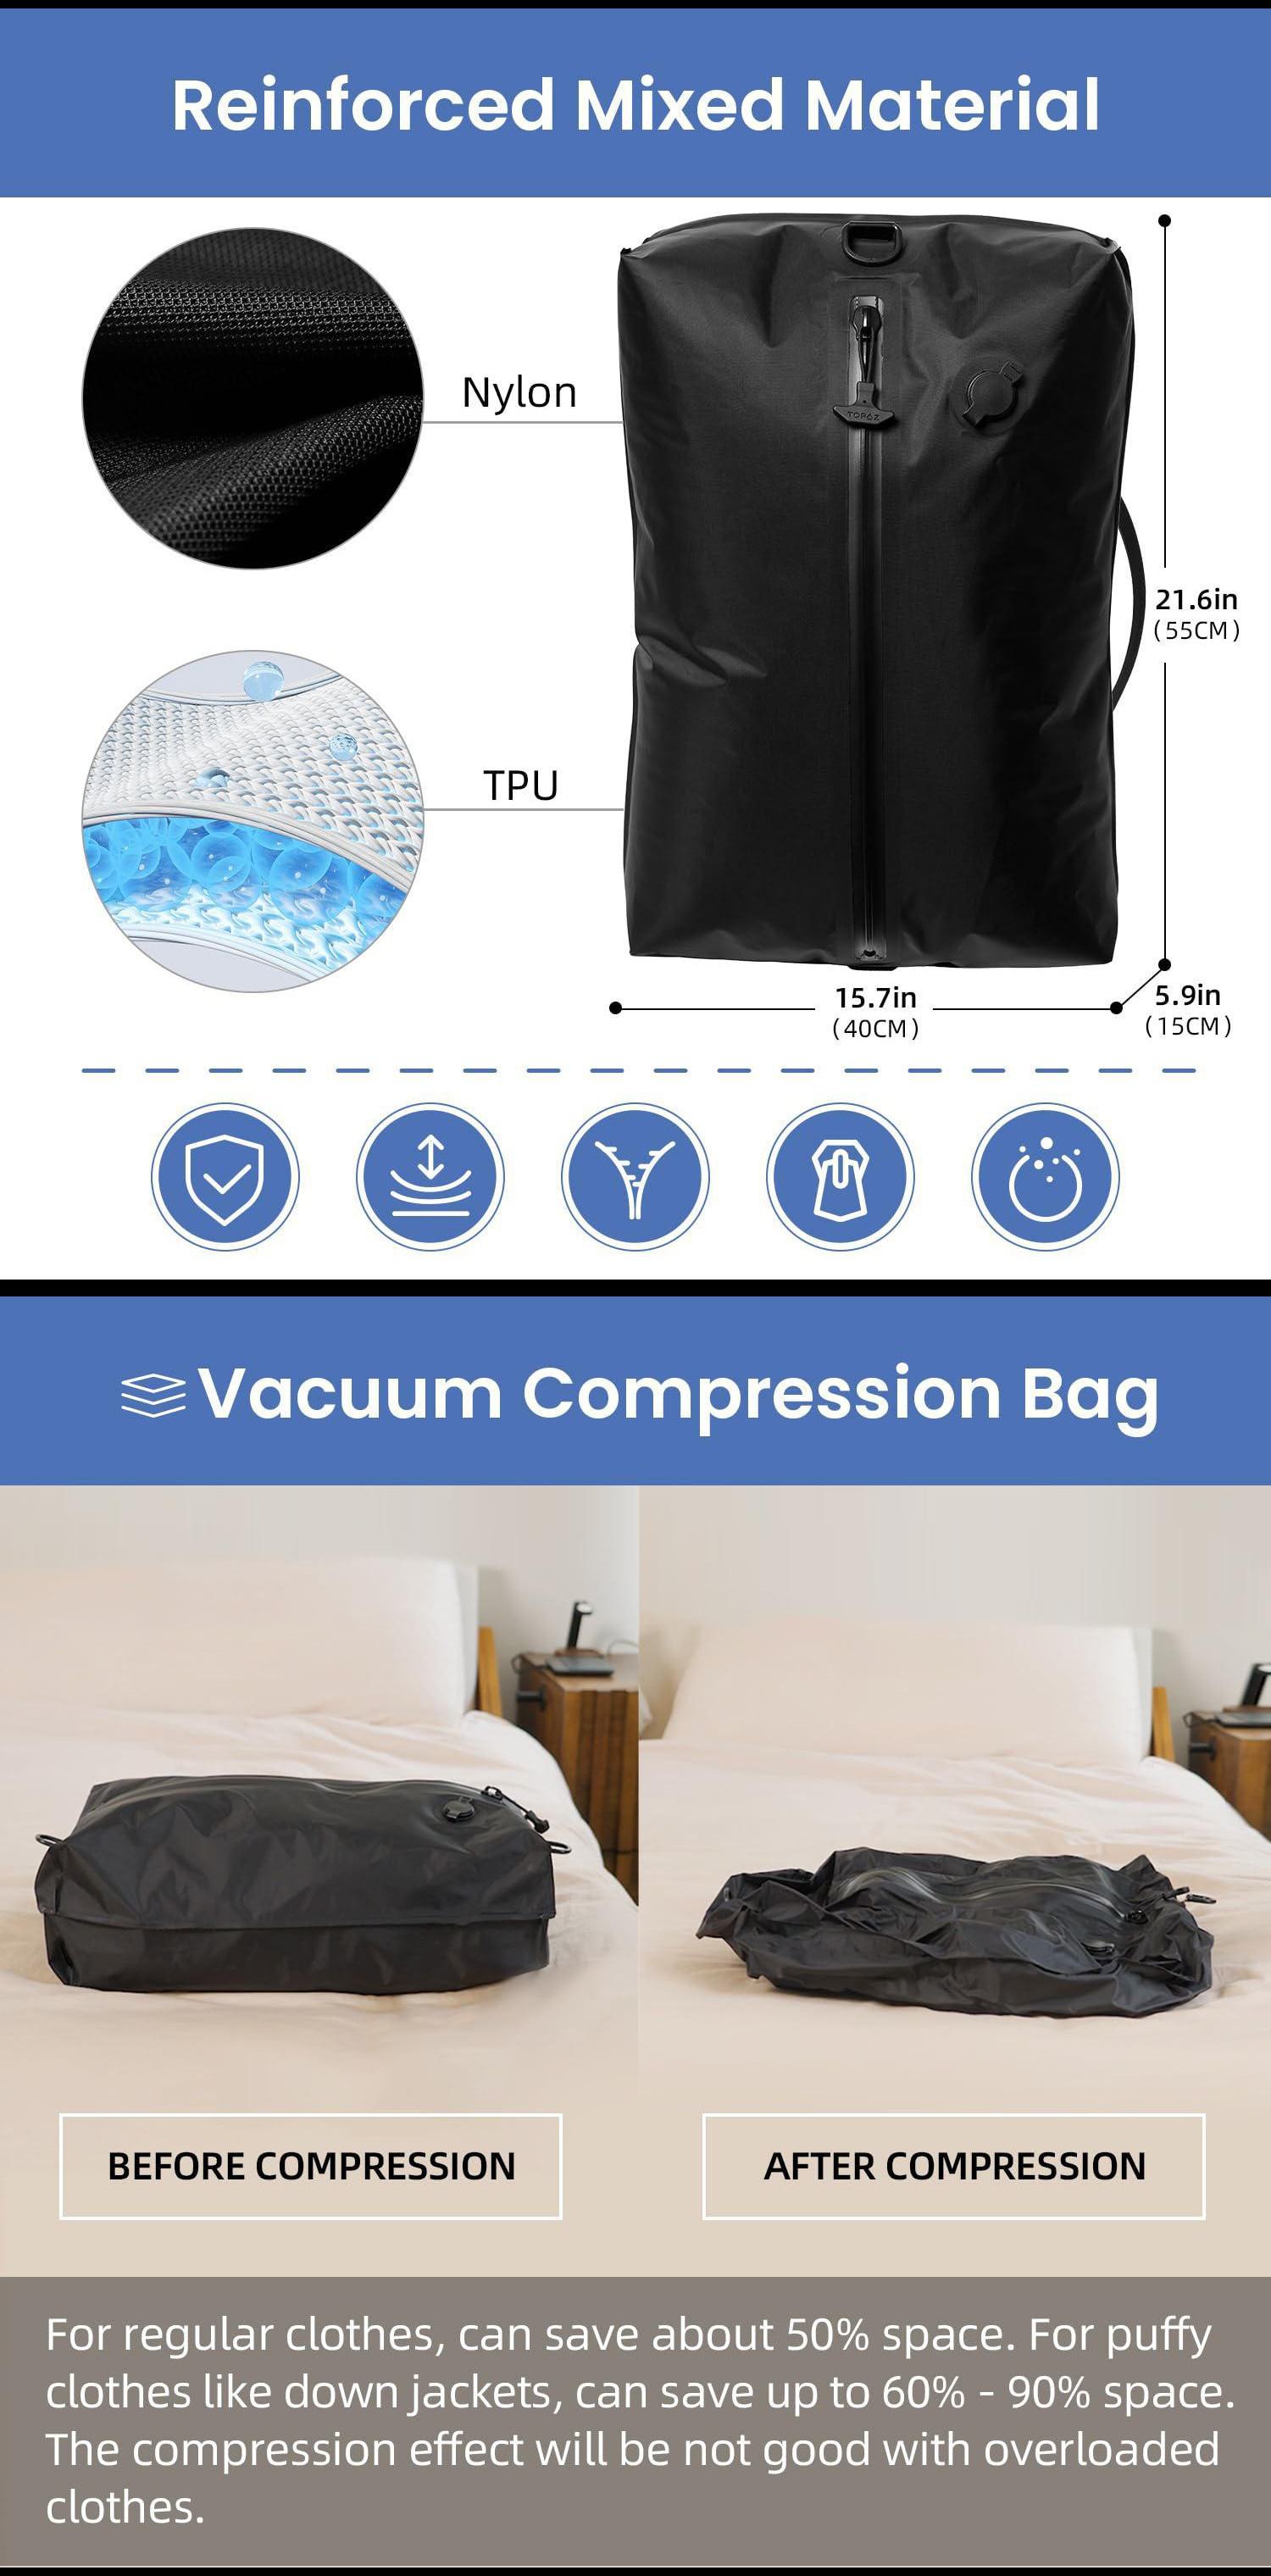 Reinforced Mixed Material
Nylon
TOPOZ
21.6in
(55CM)
TPU
15.7in
(40CM)
5.9in
(15CM)
Vacuum Compression Bag
BEFORE COMPRESSION
AFTER COMPRESSION
For regular clothes, can save about 50% space. For puffy
clothes like down jackets, can save up to 60% - 90% space.
The compression effect will be not good with overloaded
clothes.